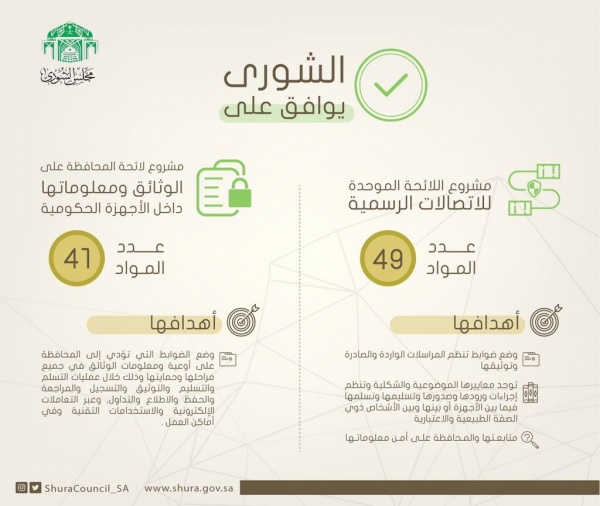 مجلس الشورى
الشورى
يوافق على
مشروع اللائحة الموحدة
للاتصالات الرسمية
عدد
المواد
49
أهدافها
وضع ضوابط تنظم المراسلات الواردة والصادرة
وتوثيقها
توحد معاييرها الموضوعية والشكلية وتنظم
إجراءات ورودها وصدورها وتسليمها وتسلمها
فيما بين الأجهزة أو بينها وبين الأشخاص ذوي
الصفة الطبيعية والاعتبارية
متابعتها والمحافظة على أمـن معلوماتـها
مشروع لائحة المحافظة على
الوثائق ومعلوماتها
داخل الأجهزة الحكومية
عدد
المواد
41
أهدافها
وضع الضوابط التي تؤدي إلى المحافظة
على أوعية ومعلومات الوثائق في جميع
مراحلها وحمايتها وذلك خلال عمليات التسلم
والتسليم والتوثيق والتسجيل والمراجعة
والحفظ والاطلاع والتداول, وعبر التعاملات
الإلكترونية والاستخدامات التقنية وفي
أماكن العمل .
ShuraCouncil_SA www.shura.gov.sa